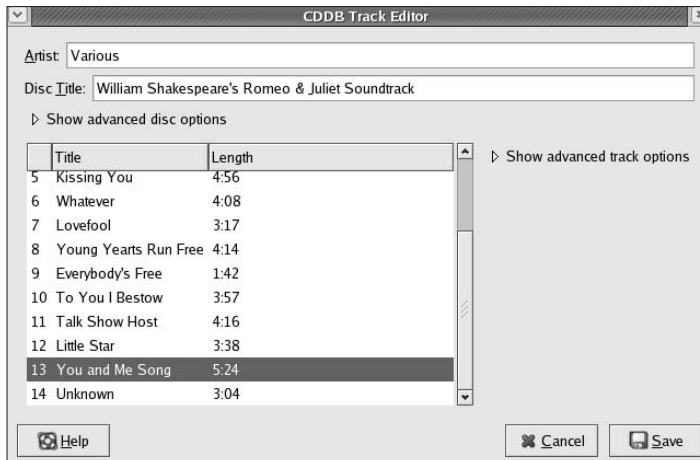 CDDB Track Editor
Artist: Various
Disc Title: William Shakespeare's Romeo & Juliet Soundtrack
Show advanced disc options
Title Length
Show advanced track options
5 Kissing You 4:56
6 Whatever 4:08
7 Lovefool 3:17
8 Young Yearts Run Free 4:14
9 Everybody's Free 1:42
10 To You I Bestow 3:57
11 Talk Show Host 4:16
12 Little Star 3:38
13 You and Me Song 5:24
14 Unknown 3:04
Help Cancel Save